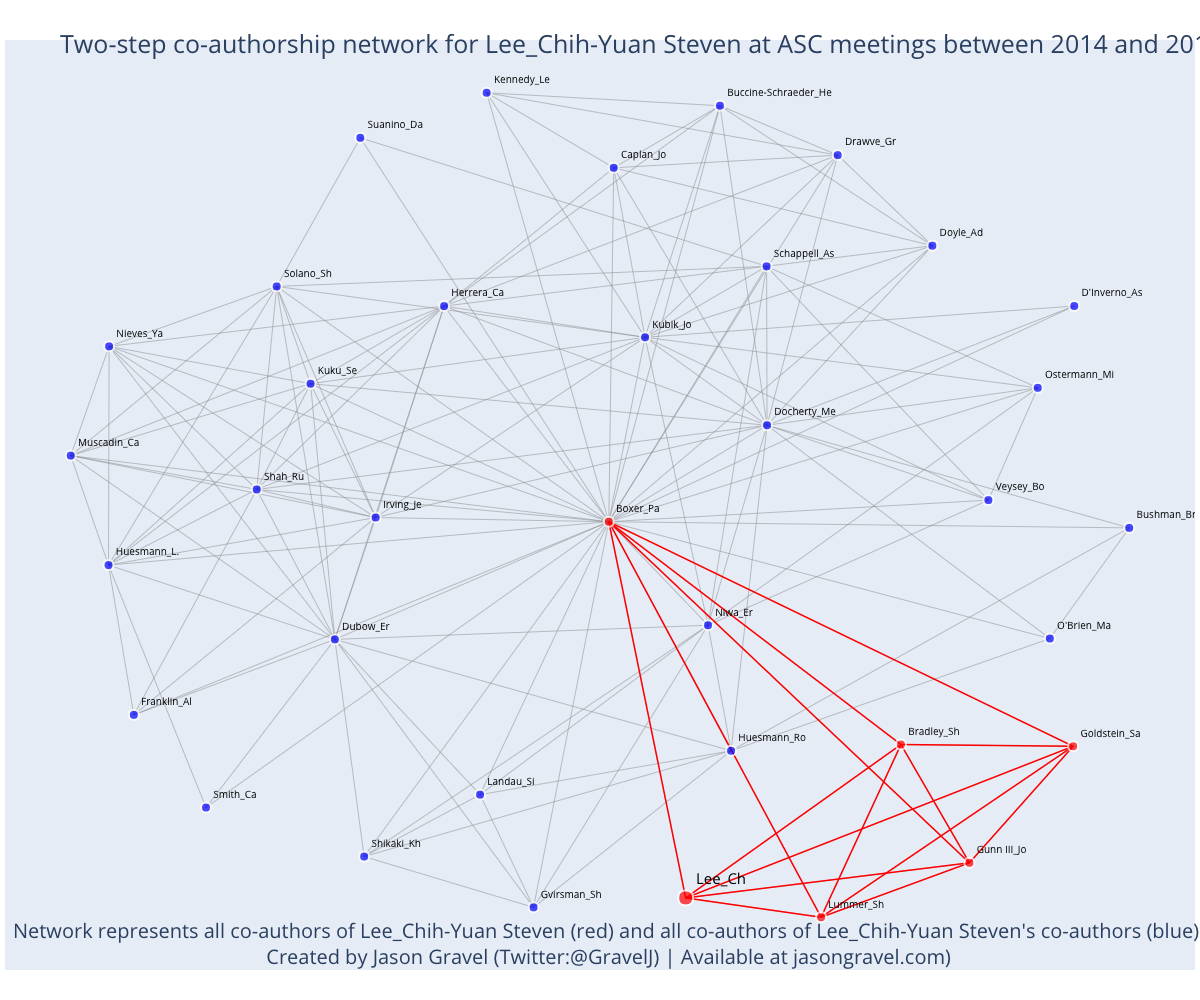 Two-step co-authorship network for Lee_Chih-Yuan Steven at ASC meetings between 2014 and 201
Kennedy_Le
Buccine-Schraeder_He
Suanino_Da
Drawve_Gr
Caplan_Jo
Doyle_Ad
Schappell_As
Solano_Sh
Herrera_Ca
D'Inverno_As
Kubik_Jo
Nieves_Ya
Kuku_Se
Ostermann_Mi
Docherty_Me
Muscadin_Ca
Shah_Ru
Veysey_Bo
Irving_Je
Boxer_Pa
Bushman_Br
Huesmann_L.
Niwa_Er
Dubow_Er
O'Brien_Ma
Franklin_Al
Bradley_Sh
Goldstein_Sa
Huesmann_Ro
Landau_Si
Smith_Ca
Shikaki_Kh
Gunn III_Jo
Lee_Ch
Gvirsman_Sh
Lummer_Sh
Network represents all co-authors of Lee_Chih-Yuan Steven (red) and all co-authors of Lee_Chih-Yuan Steven's co-authors (blue)
Created by Jason Gravel (Twitter:@GravelJ) | Available at jasongravel.com)